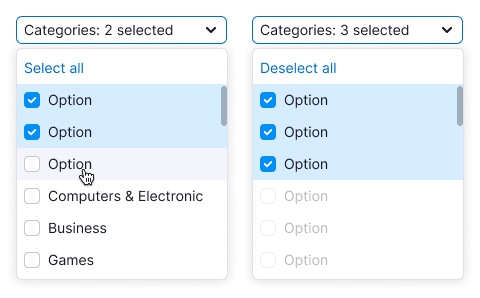 Categories: 2 selected
Select all
Option
Option
Option
Computers & Electronic
Business
Games
Categories: 3 selected
Deselect all
Option
Option
Option
Option
Option
Option